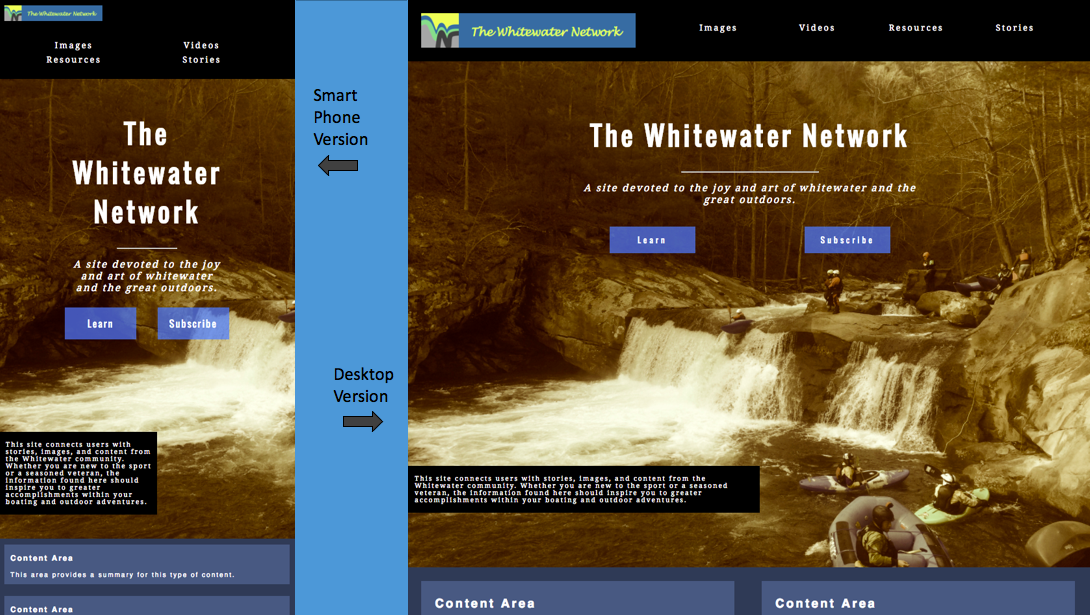 The Whitewater Network
Images Videos
Resources Stories
The
Whitewater
Network
A site devoted to the joy
and art of whitewater
and the great outdoors.
Learn Subscribe
This site connects users with
stories, images, and content from
the Whitewater community.
Whether you are new to the sport
or a seasoned veteran, the
information found here should
inspire you to greater
accomplishments within your
boating and outdoor adventures.
Content Area
This area provides a summary for this type of content.
Content Area
Smart
Phone
Version
Desktop
Version
The Whitewater Network
Images Videos Resources Stories
The Whitewater Network
A site devoted to the joy and art of whitewater and the
great outdoors.
Learn Subscribe
This site connects users with stories, images, and content from the
Whitewater community. Whether you are new to the sport or a seasoned
veteran, the information found here should inspire you to greater
accomplishments within your boating and outdoor adventures.
Content Area Content Area